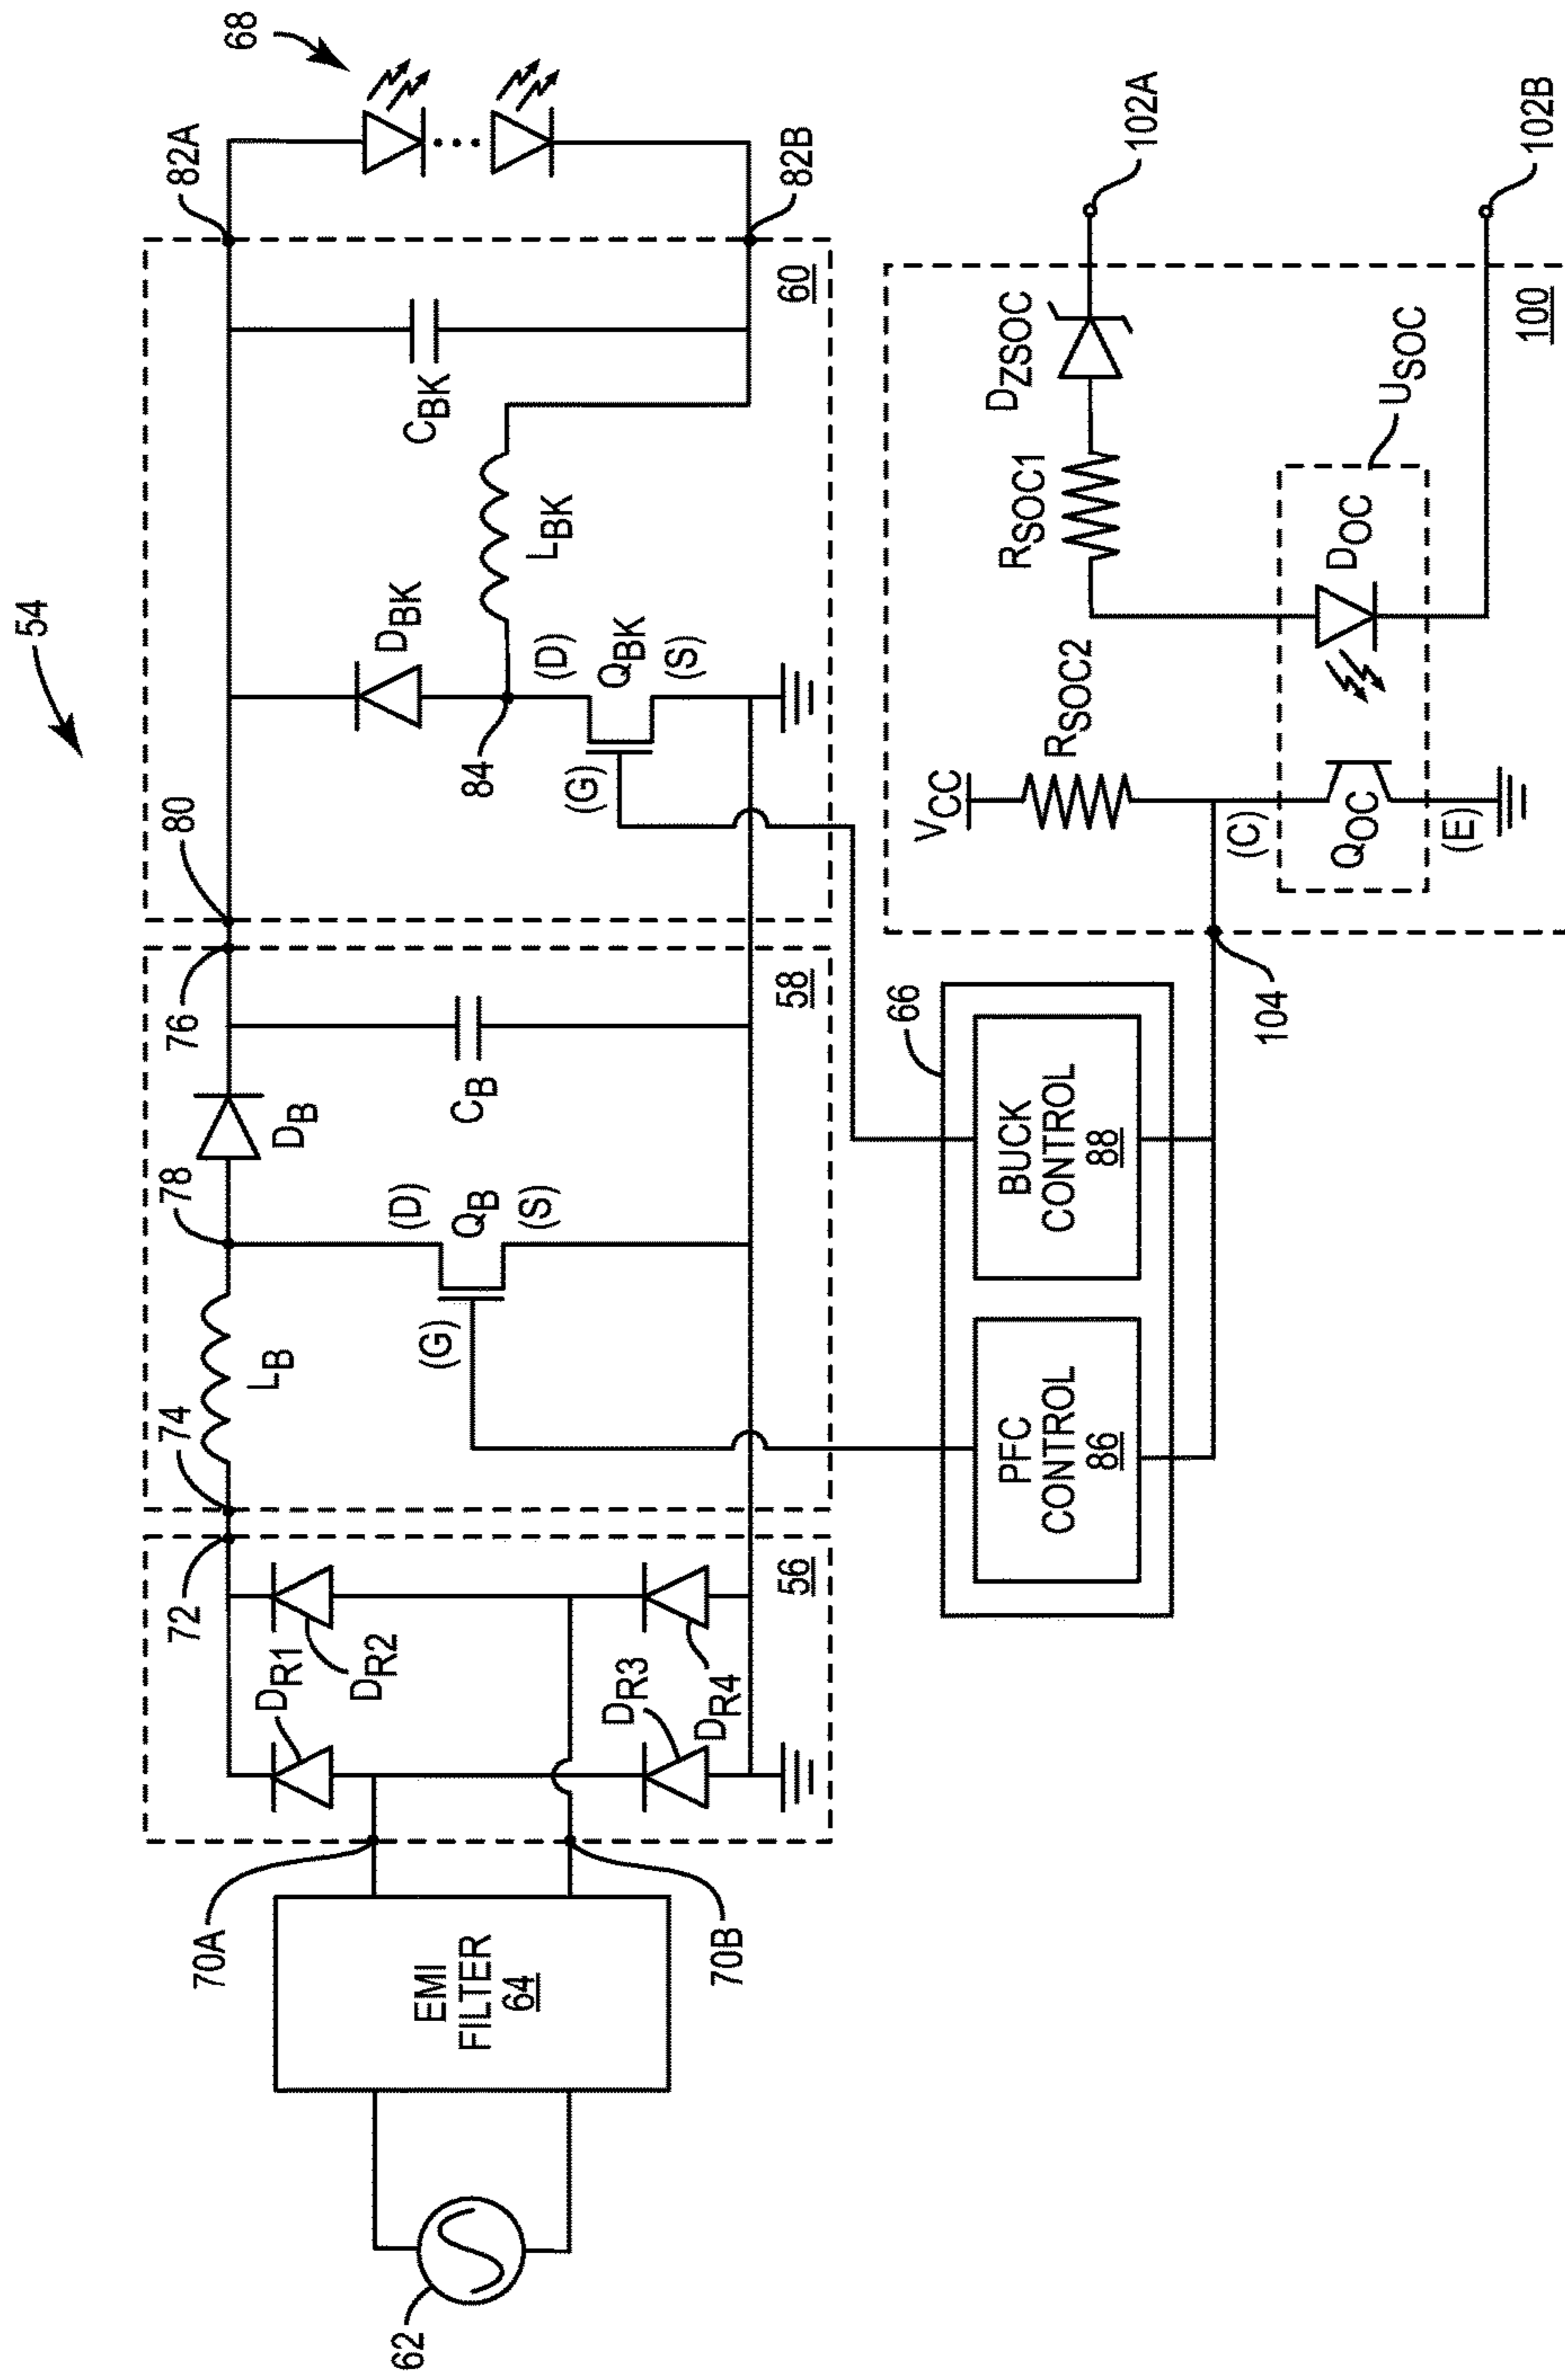 54
68
82A
80
76
78
74
72
70A
62
EMI
FILTER
64
70B
DR1
DR2
DR3
DR4
56
LB
(G)
(D)
QB
(S)
DB
CB
58
DBK
84
(D)
(G)
QBK
(S)
LBK
CBK
60
82B
66
PFC
CONTROL
86
BUCK
CONTROL
88
104
VCC
RSOC2
(C)
QOC
(E)
RSOC1
DZSOC
DOC
USOC
102A
102B
100